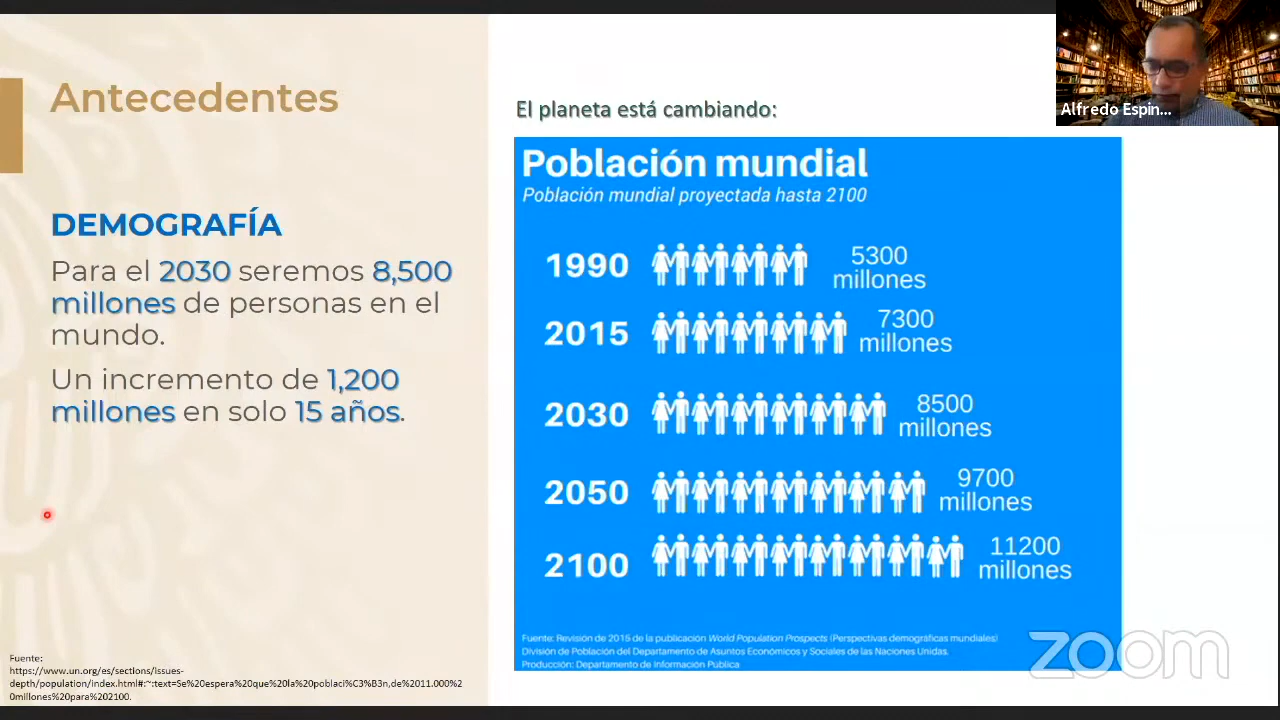 Antecedentes
DEMOGRAFÍA
Para el 2030 seremos 8,500
millones de personas en el
mundo.
Un incremento de 1,200
millones en solo 15 años.
Fuente:
https://www.un.org/es/sections/issues-
depth/population/index.html#:~:text=Se%20espera%20que%20la%20poblaci%C3%B3n,de%2011.000%2
0millones%20para%202100.
El planeta está cambiando:
Población mundial
Población mundial proyectada hasta 2100
1990
5300
millones
2015
7300
millones
2030
8500
millones
2050
9700
millones
2100
11200
millones
Fuente: Revisión de 2015 de la publicación World Population Prospects (Perspectivas demográficas mundiales)
División de Población del Departamento de Asuntos Económicos y Sociales de las Naciones Unidas.
Producción: Departamento de Información Pública
Alfredo Espin...
zoom